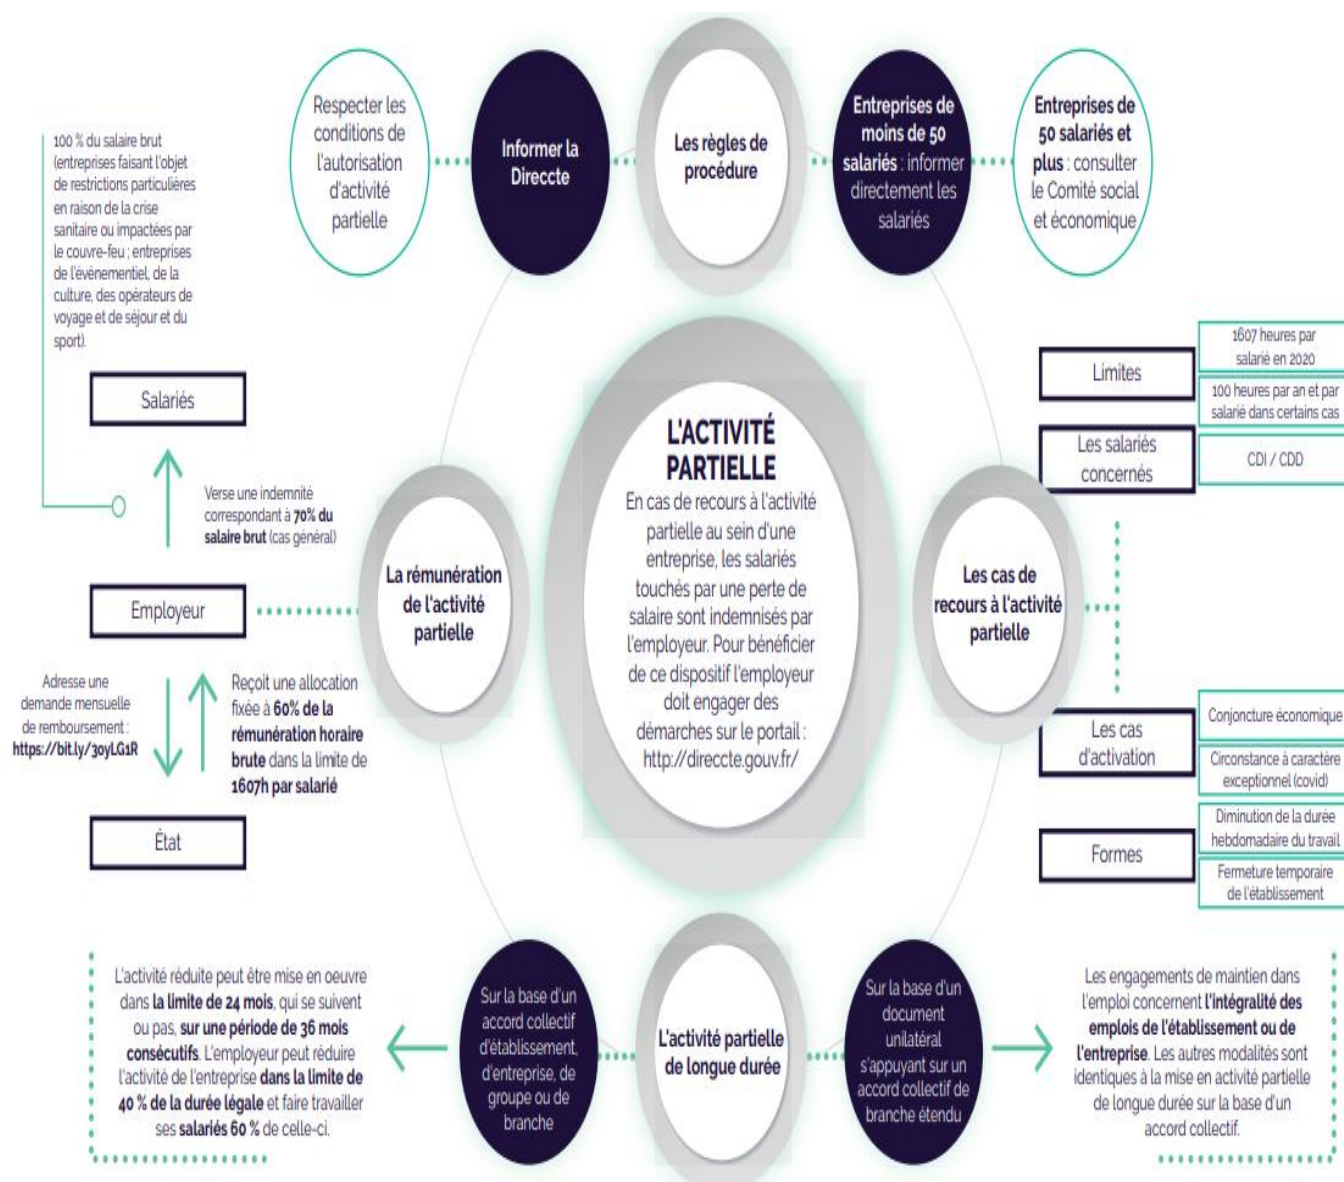 Respecter les
conditions de
l'autorisation
d'activité
partielle
Informer la
Direccte
Les règles de
procédure
Entreprises de
moins de 50
salariés : informer
directement les
salariés
Entreprises de
50 salariés et
plus : consulter
le Comité social
et économique
100 % du salaire brut
(entreprises faisant l'objet
de restrictions particulières
en raison de la crise
sanitaire ou impactées par
le couvre-feu ; entreprises
de l'événementiel, de la
culture, des opérateurs de
voyage et de séjour et du
sport).
Salariés
Verse une indemnité
correspondant à 70% du
salaire brut (cas général)
Employeur
Adresse une
demande mensuelle
de remboursement :
https://bit.ly/3oyLG1R
Reçoit une allocation
fixée à 60% de la
rémunération horaire
brute dans la limite de
1607h par salarié
État
La rémunération
de l'activité
partielle
L'ACTIVITÉ
PARTIELLE
En cas de recours à l'activité
partielle au sein d'une
entreprise, les salariés
touchés par une perte de
salaire sont indemnisés par
l'employeur. Pour bénéficier
de ce dispositif l'employeur
doit engager des
démarches sur le portail :
http://direccte.gouv.fr/
Les cas de
recours à l'activité
partielle
Limites
1607 heures par
salarié en 2020
100 heures par an et par
salarié dans certains cas
Les salariés
concernés
CDI / CDD
Les cas
d'activation
Conjoncture économique
Circonstance à caractère
exceptionnel (covid)
Formes
Diminution de la durée
hebdomadaire du travail
Fermeture temporaire
de l'établissement
L'activité réduite peut être mise en oeuvre
dans la limite de 24 mois, qui se suivent
ou pas, sur une période de 36 mois
consécutifs. L'employeur peut réduire
l'activité de l'entreprise dans la limite de
40 % de la durée légale et faire travailler
ses salariés 60 % de celle-ci.
Sur la base d'un
accord collectif
d'établissement,
d'entreprise, de
groupe ou de
branche
L'activité partielle
de longue durée
Sur la base d'un
document
unilatéral
s'appuyant sur un
accord collectif de
branche étendu
Les engagements de maintien dans
l'emploi concernent l'intégralité des
emplois de l'établissement ou de
l'entreprise. Les autres modalités sont
identiques à la mise en activité partielle
de longue durée sur la base d'un
accord collectif.